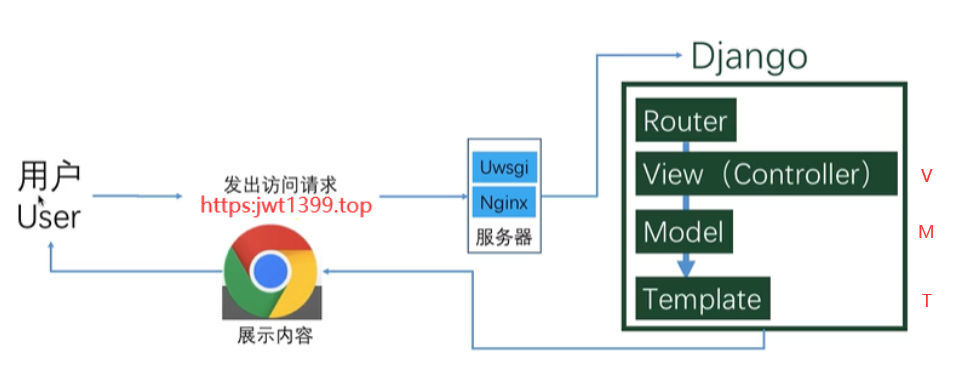 用户
User
发出访问请求
https:jwt1399.top
展示内容
Uwsgi
Nginx
服务器
Django
Router
View（Controller）
V
Model
M
Template
T